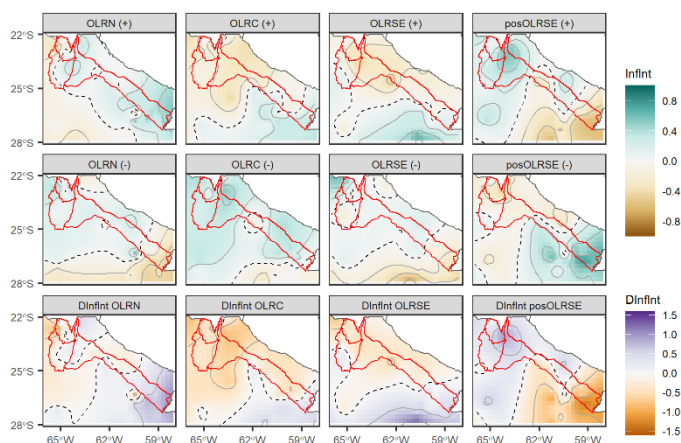 OLRN (+) OLRC (+) OLRSE (+) posOLRSE (+)
22°S
25°S
28°S
OLRN (-) OLRC (-) OLRSE (-) posOLRSE (-)
22°S
25°S
28°S
DInfInt OLRN DInfInt OLRC DInfInt OLRSE DInfInt posOLRSE
22°S
25°S
28°S
65°W 62°W 59°W 65°W 62°W 59°W 65°W 62°W 59°W 65°W 62°W 59°W
InfInt
0.8
0.4
0.0
-0.4
-0.8
DInfInt
1.5
1.0
0.5
0.0
-0.5
-1.0
-1.5